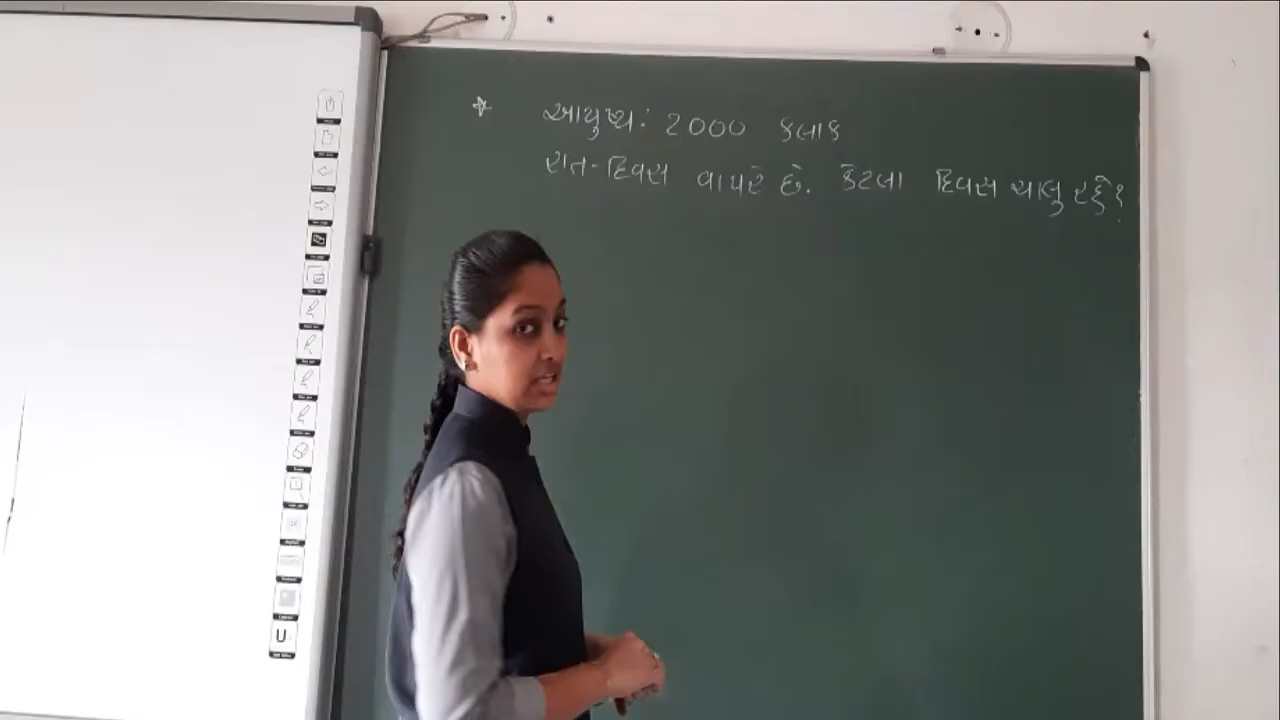 આયુષ્ય: 2000 કલાક
રાત-દિવસ વાપરે છે. કેટલા દિવસ ચાલુ રહે?
U